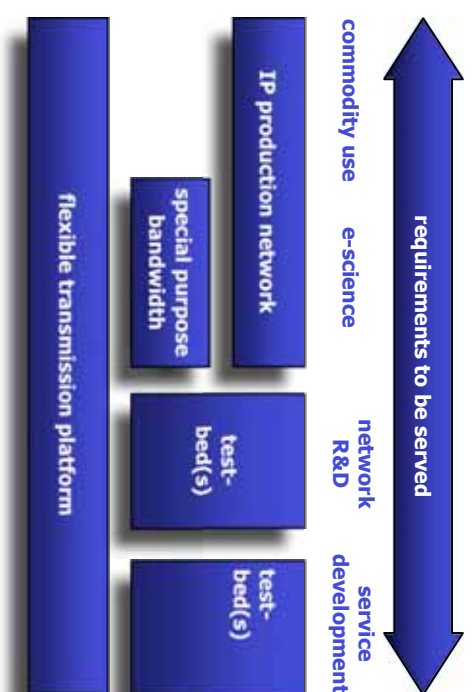 requirements to be served
commodity use
e-science
network
R&D
service
development
IP production network
special purpose
bandwidth
test-
bed(s)
test-
bed(s)
flexible transmission platform